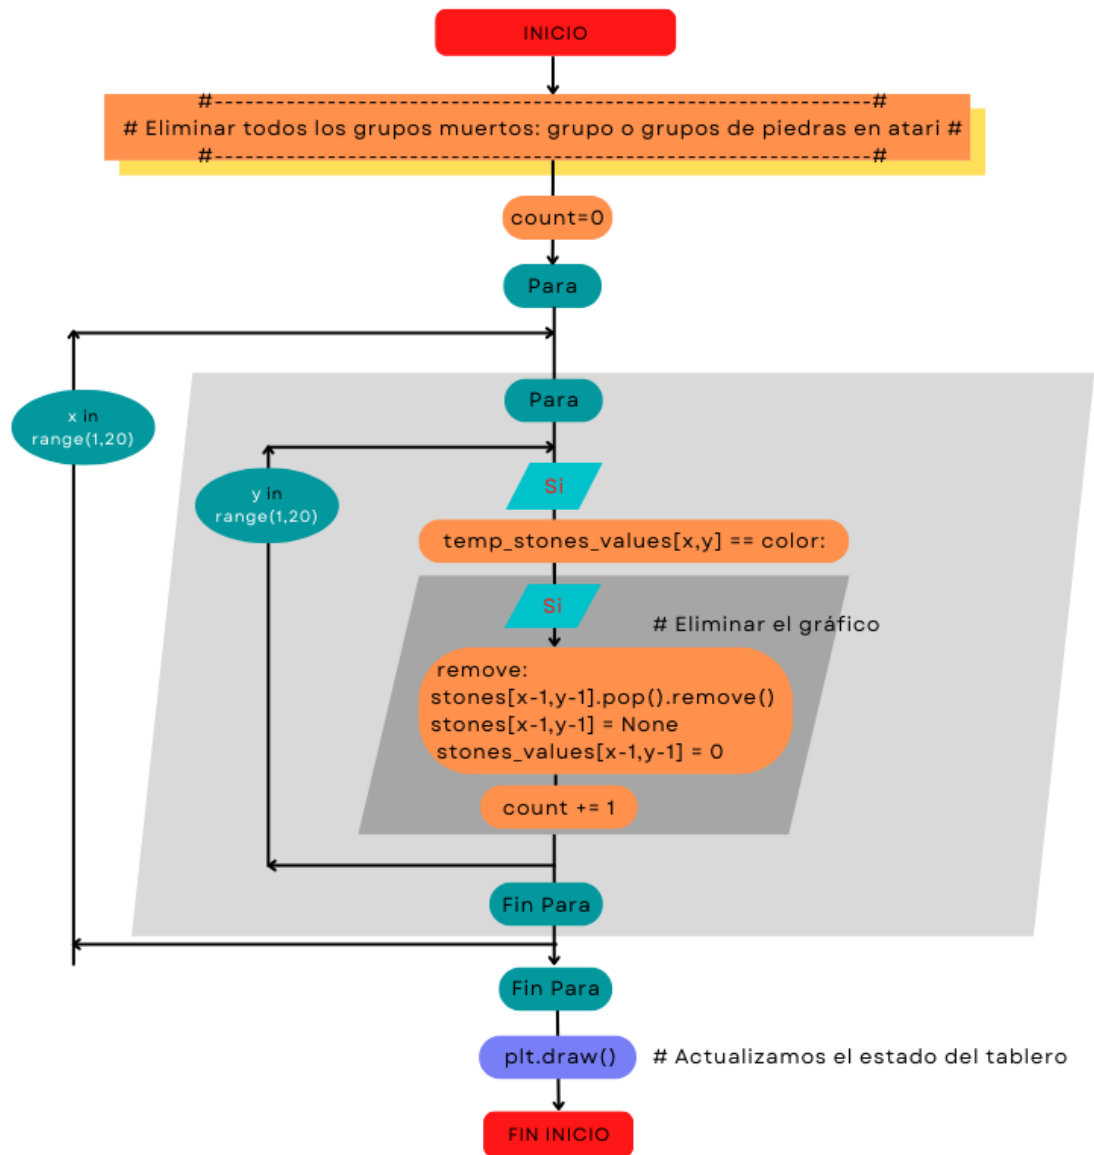 INICIO
#----------------------------------------------------------------#
# Eliminar todos los grupos muertos: grupo o grupos de piedras en atari #
#----------------------------------------------------------------#
count=0
Para
Para
x in
range(1,20)
y in
range(1,20)
Si
temp_stones_values[x,y] == color:
Si
# Eliminar el gráfico
remove:
stones[x-1,y-1].pop().remove()
stones[x-1,y-1] = None
stones_values[x-1,y-1] = 0
count += 1
Fin Para
Fin Para
plt.draw()
# Actualizamos el estado del tablero
FIN INICIO